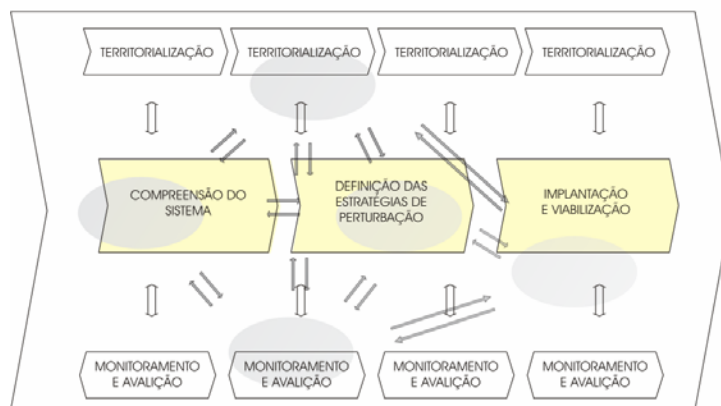 TERRITORIALIZAÇÃO
TERRITORIALIZAÇÃO
TERRITORIALIZAÇÃO
TERRITORIALIZAÇÃO
COMPREENSÃO DO
SISTEMA
DEFINIÇÃO DAS
ESTRATÉGIAS DE
PERTURBAÇÃO
IMPLANTAÇÃO
E VIABILIZAÇÃO
MONITORAMENTO
E AVALIÇÃO
MONITORAMENTO
E AVALIÇÃO
MONITORAMENTO
E AVALIÇÃO
MONITORAMENTO
E AVALIÇÃO